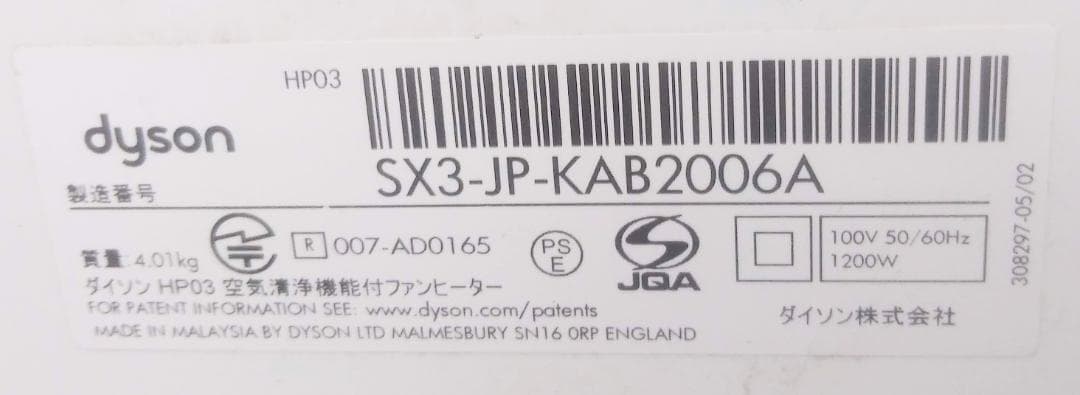 HP03
dyson
SX3-JP-KAB2006A
製造番号
R 007-AD0165
PS
E
JQA
100V 50/60Hz
1200W
質量:4.01kg
ダイソン HP03 空気清浄機能付ファンヒーター
FOR PATENT INFORMATION SEE: www.dyson.com/patents
ダイソン株式会社
MADE IN MALAYSIA BY DYSON LTD MALMESBURY SN16 0RP ENGLAND
308297-05/02